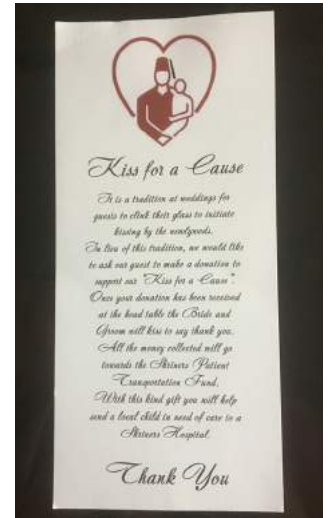 Kiss for a Cause
It is a tradition at weddings for
guests to clink their glass to initiate
kissing by the newlyweds.
In lieu of this tradition, we would like
to ask our guest to make a donation to
support our "Kiss for a Cause"
Once your donation has been received
at the head table the Bride and
Groom will kiss to say thank you.
All the money collected will go
towards the Shriners Patient
Transportation Fund.
With this kind gift you will help
send a local child in need of care to a
Shriners Hospital.
Thank You